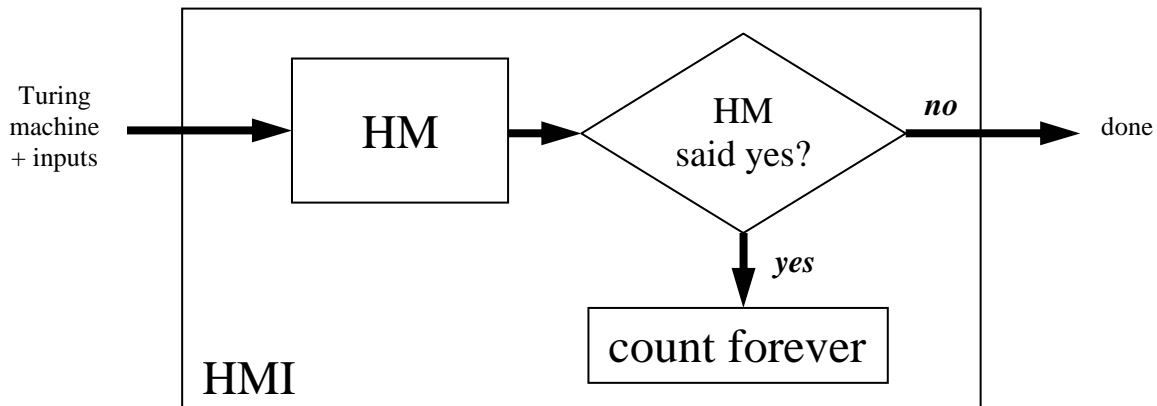 Turing
machine
+ inputs
HM
HM
said yes?
no
done
yes
count forever
HMI